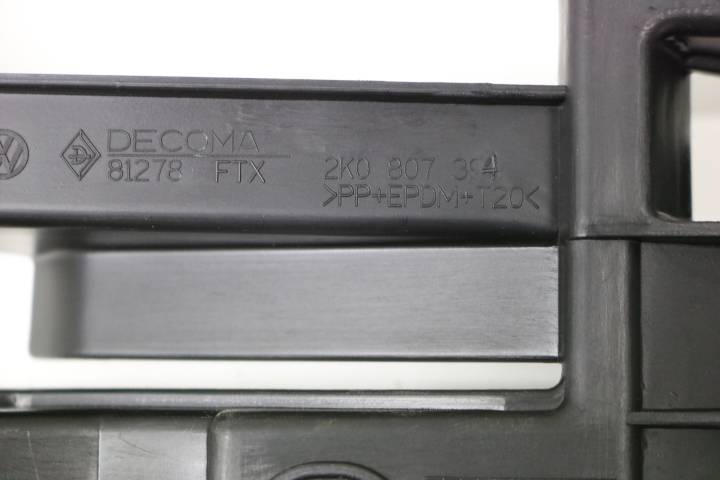 DECOMA
81278 FTX 2K0 807 394
>PP+EPDM+T20<